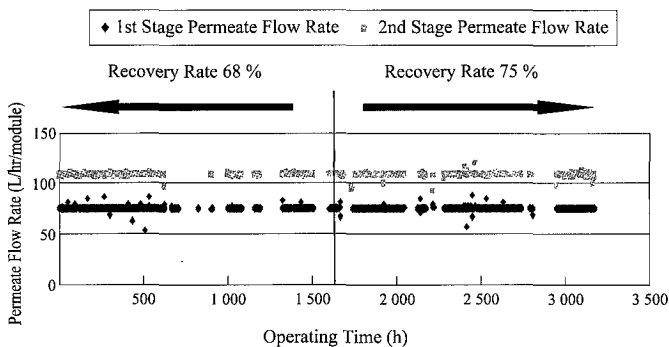 1st Stage Permeate Flow Rate 2nd Stage Permeate Flow Rate
Recovery Rate 68 % Recovery Rate 75 %
Permeate Flow Rate (L/hr/module)
150
100
50
0
500 1 000 1 500 2 000 2 500 3 000 3 500
Operating Time (h)